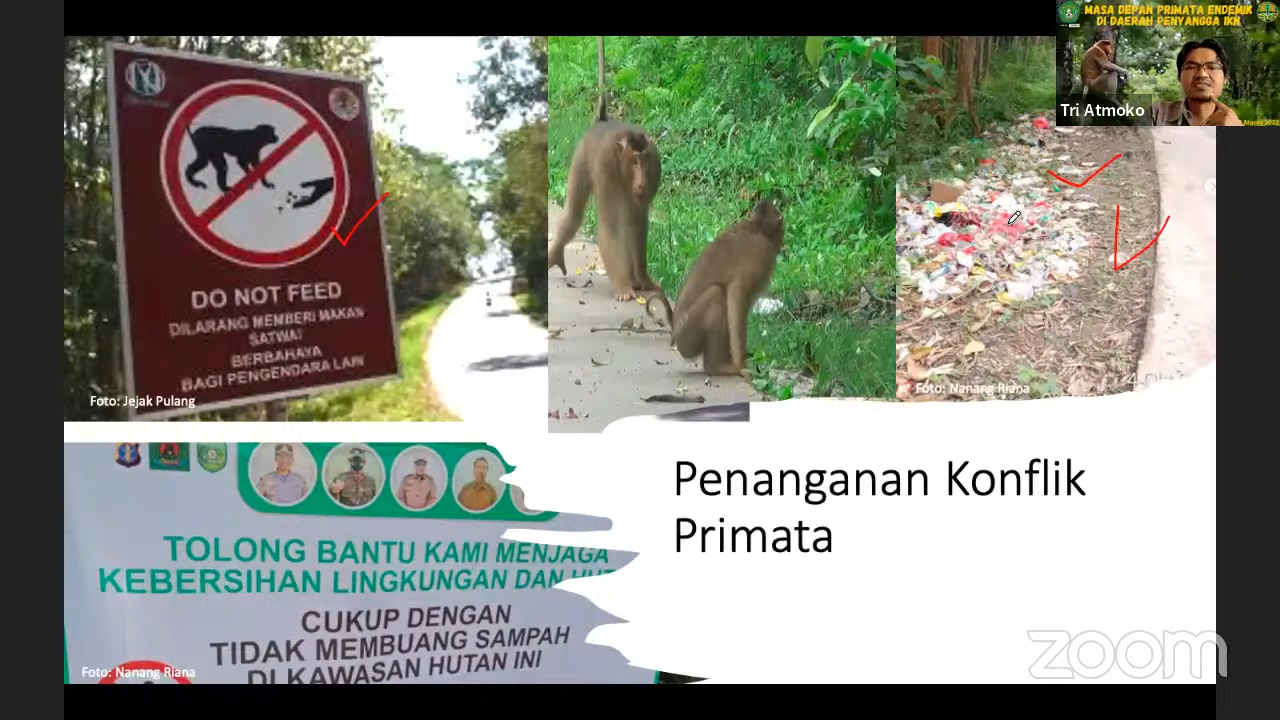 MASA DEPAN PRIMATA ENDEMIK
DI DAERAH PENYANGGA IKN
Tri Atmoko
Maret 2022
DO NOT FEED
DILARANG MEMBERI MAKAN
SATWA!
BERBAHAYA
BAGI PENGENDARA LAIN
Foto: Jejak Pulang
Foto: Nanang Riana
TOLONG BANTU KAMI MENJAGA
KEBERSIHAN LINGKUNGAN DAN
CUKUP DENGAN
TIDAK MEMBUANG SAMPAH
DI KAWASAN HUTAN INI
Foto: Nanang Riana
Penanganan Konflik
Primata
zoom